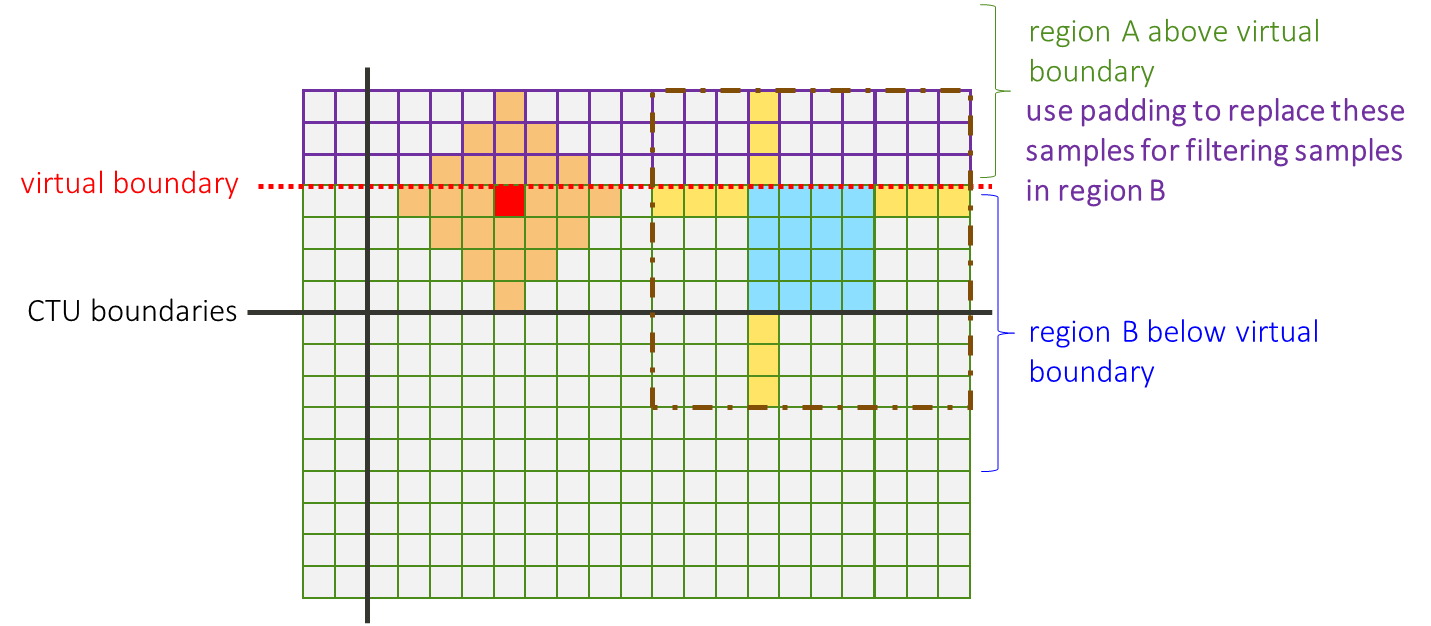 region A above virtual
boundary
use padding to replace these
samples for filtering samples
in region B
virtual boundary
CTU boundaries
region B below virtual
boundary